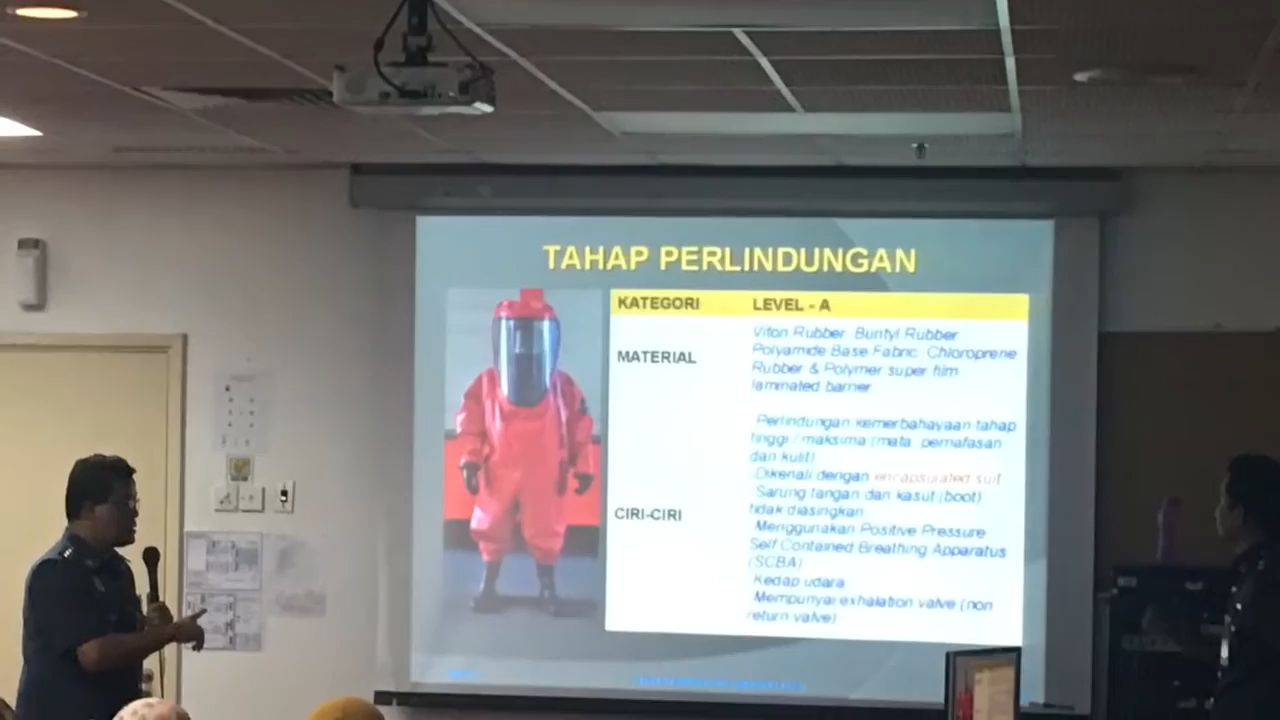 TAHAP PERLINDUNGAN
KATEGORI LEVEL - A
MATERIAL
Viton Rubber Buntyl Rubber
Polyamide Base Fabric Chloroprene
Rubber & Polymer super film
laminated barrier
CIRI-CIRI
Perlindungan kemerbahayaan tahap
tinggi / maksima (mata pernafasan
dan kulit)
Dikenali dengan encapsulated suit
Sarung tangan dan kasut (boot)
tidak diasingkan
Menggunakan Positive Pressure
Self Contained Breathing Apparatus
(SCBA)
Kedap udara
Mempunyai exhalation valve (non
return valve)